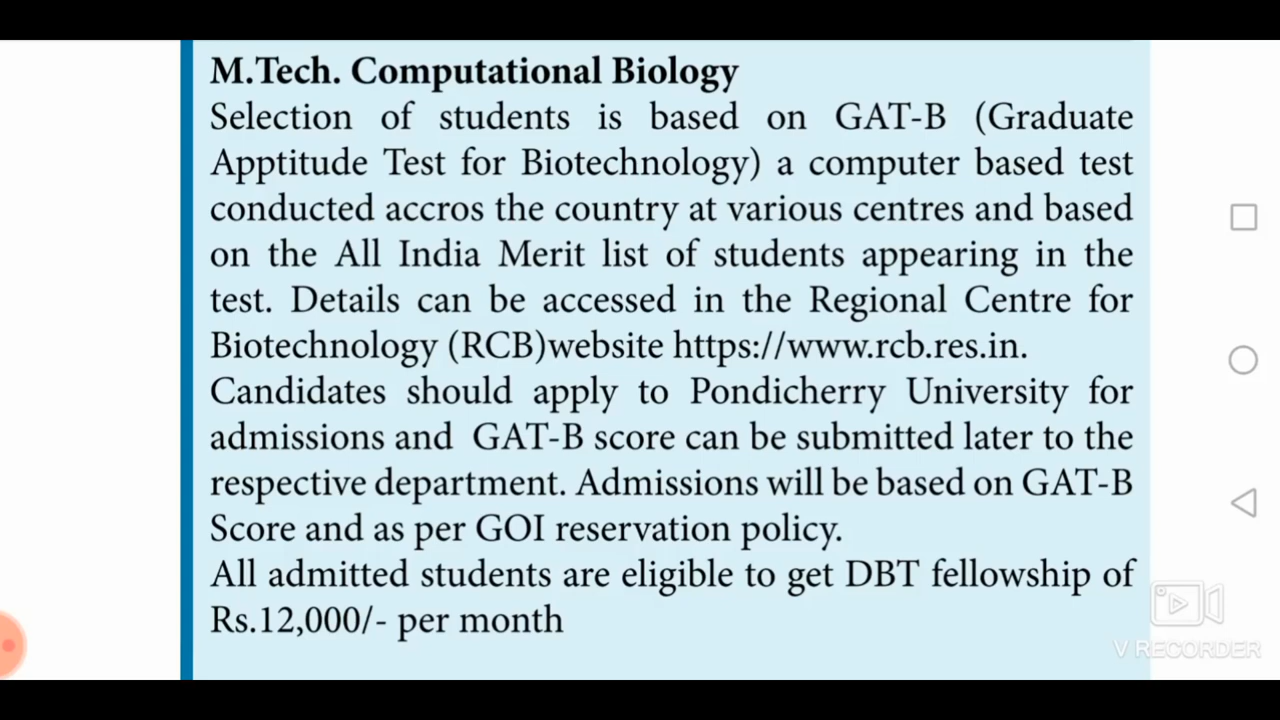 M.Tech. Computational Biology
Selection of students is based on GAT-B (Graduate
Apptitude Test for Biotechnology) a computer based test
conducted accros the country at various centres and based
on the All India Merit list of students appearing in the
test. Details can be accessed in the Regional Centre for
Biotechnology (RCB)website https://www.rcb.res.in.
Candidates should apply to Pondicherry University for
admissions and GAT-B score can be submitted later to the
respective department. Admissions will be based on GAT-B
Score and as per GOI reservation policy.
All admitted students are eligible to get DBT fellowship of
Rs.12,000/- per month
V RECORDER